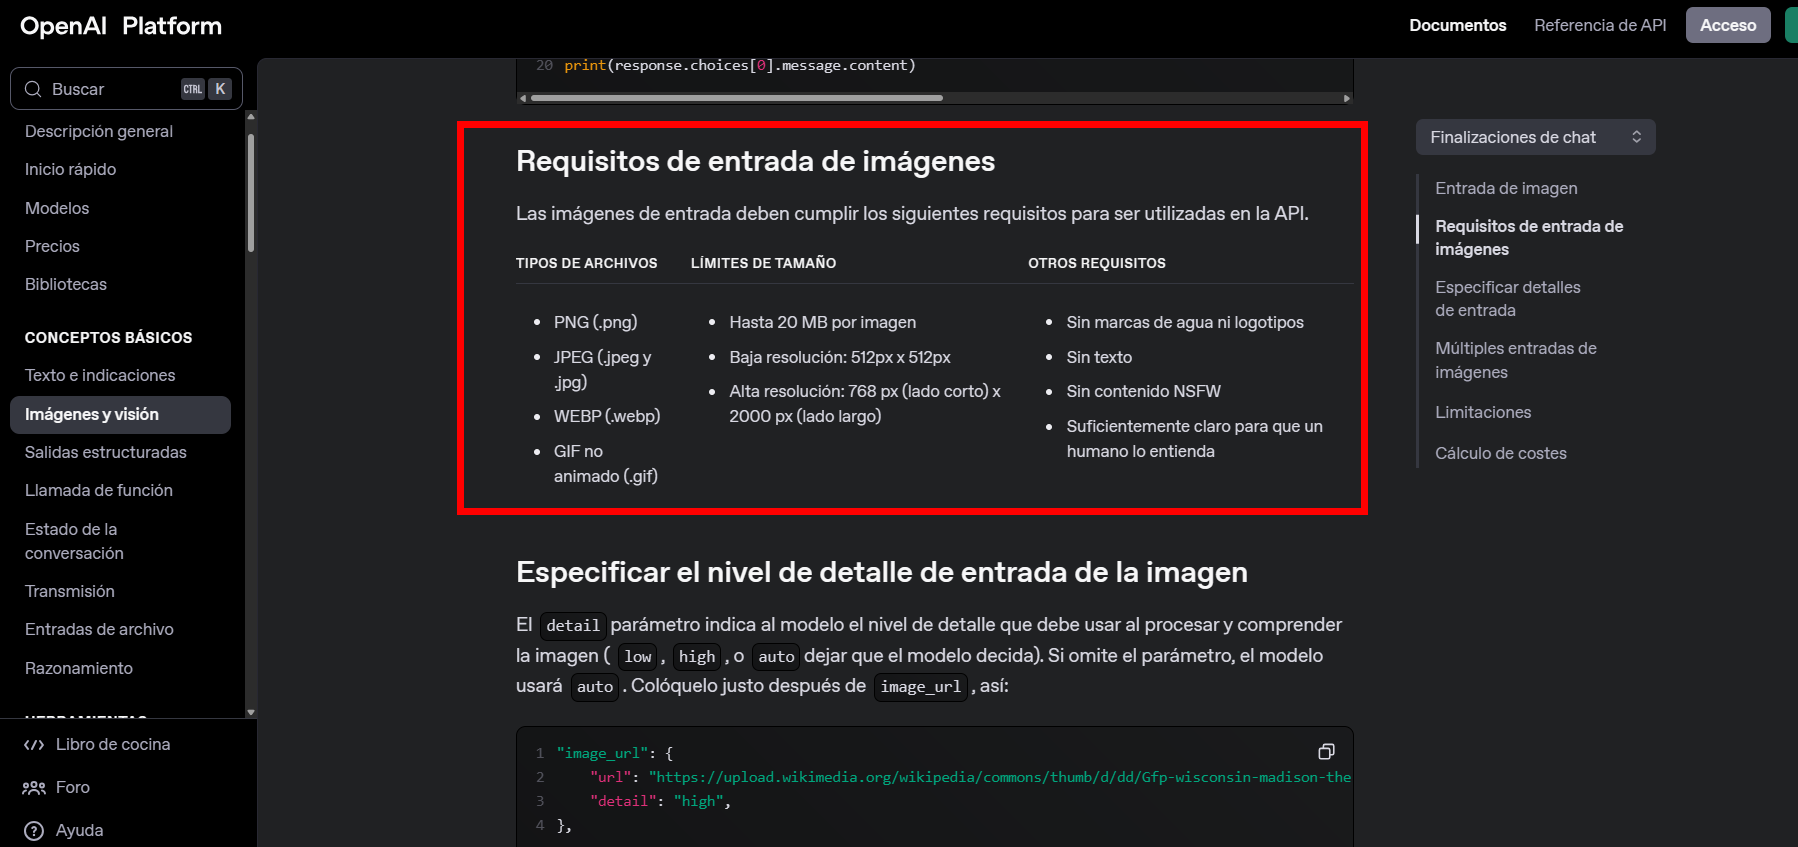 OpenAI Platform
Documentos
Referencia de API
Acceso
Buscar
CTRL K
Descripción general
Inicio rápido
Modelos
Precios
Bibliotecas
CONCEPTOS BÁSICOS
Texto e indicaciones
Imágenes y visión
Salidas estructuradas
Llamada de función
Estado de la
conversación
Transmisión
Entradas de archivo
Razonamiento
HERRAMIENTAS
Libro de cocina
Foro
Ayuda
20 print(response.choices[0].message.content)
Requisitos de entrada de imágenes
Las imágenes de entrada deben cumplir los siguientes requisitos para ser utilizadas en la API.
TIPOS DE ARCHIVOS
PNG (.png)
JPEG (.jpeg y
.jpg)
WEBP (.webp)
GIF no
animado (.gif)
LÍMITES DE TAMAÑO
Hasta 20 MB por imagen
Baja resolución: 512px x 512px
Alta resolución: 768 px (lado corto) x
2000 px (lado largo)
OTROS REQUISITOS
Sin marcas de agua ni logotipos
Sin texto
Sin contenido NSFW
Suficientemente claro para que un
humano lo entienda
Especificar el nivel de detalle de entrada de la imagen
El detail parámetro indica al modelo el nivel de detalle que debe usar al procesar y comprender
la imagen ( low , high , o auto dejar que el modelo decida). Si omite el parámetro, el modelo
usará auto . Colóquelo justo después de image_url , así:
1 "image_url": {
2 "url": "https://upload.wikimedia.org/wikipedia/commons/thumb/d/dd/Gfp-wisconsin-madison-the
3 "detail": "high",
4 },
Finalizaciones de chat
Entrada de imagen
Requisitos de entrada de
imágenes
Especificar detalles
de entrada
Múltiples entradas de
imágenes
Limitaciones
Cálculo de costes